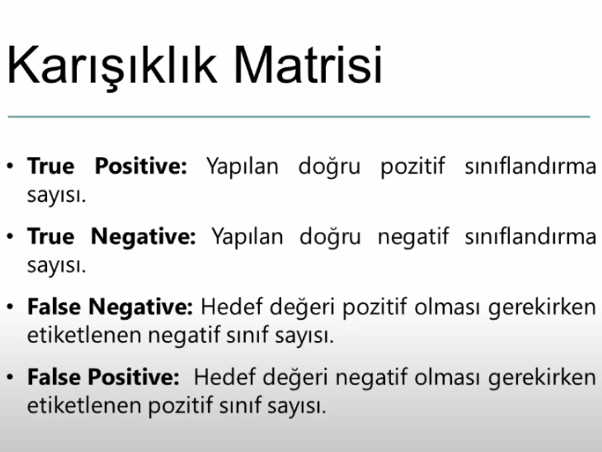 Karışıklık Matrisi
• True Positive: Yapılan doğru pozitif sınıflandırma
sayısı.
• True Negative: Yapılan doğru negatif sınıflandırma
sayısı.
• False Negative: Hedef değeri pozitif olması gerekirken
etiketlenen negatif sınıf sayısı.
• False Positive: Hedef değeri negatif olması gerekirken
etiketlenen pozitif sınıf sayısı.